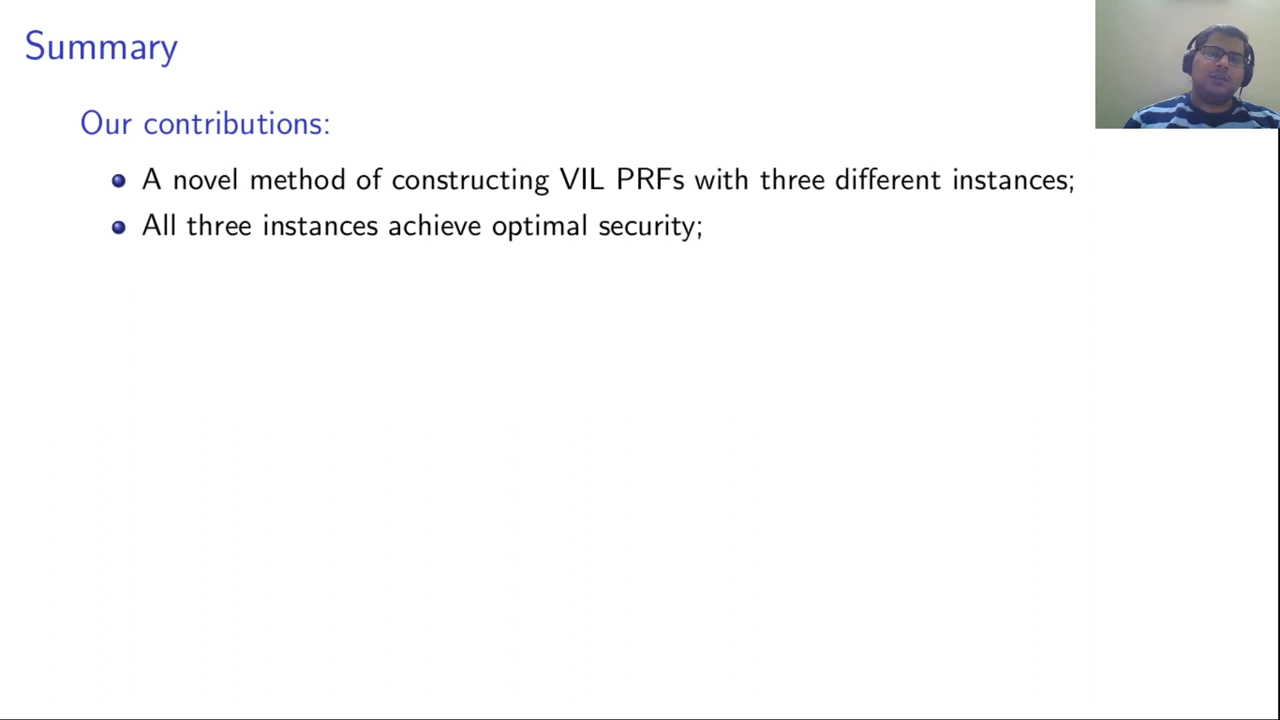 Summary
Our contributions:
A novel method of constructing VIL PRFs with three different instances;
All three instances achieve optimal security;